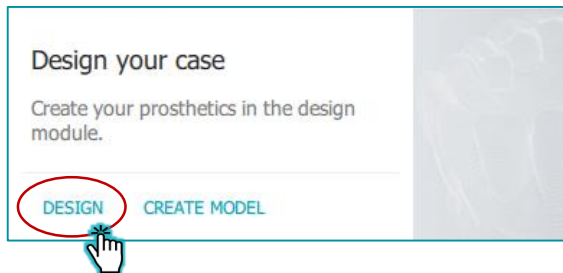 Design your case
Create your prosthetics in the design
module.
DESIGN CREATE MODEL